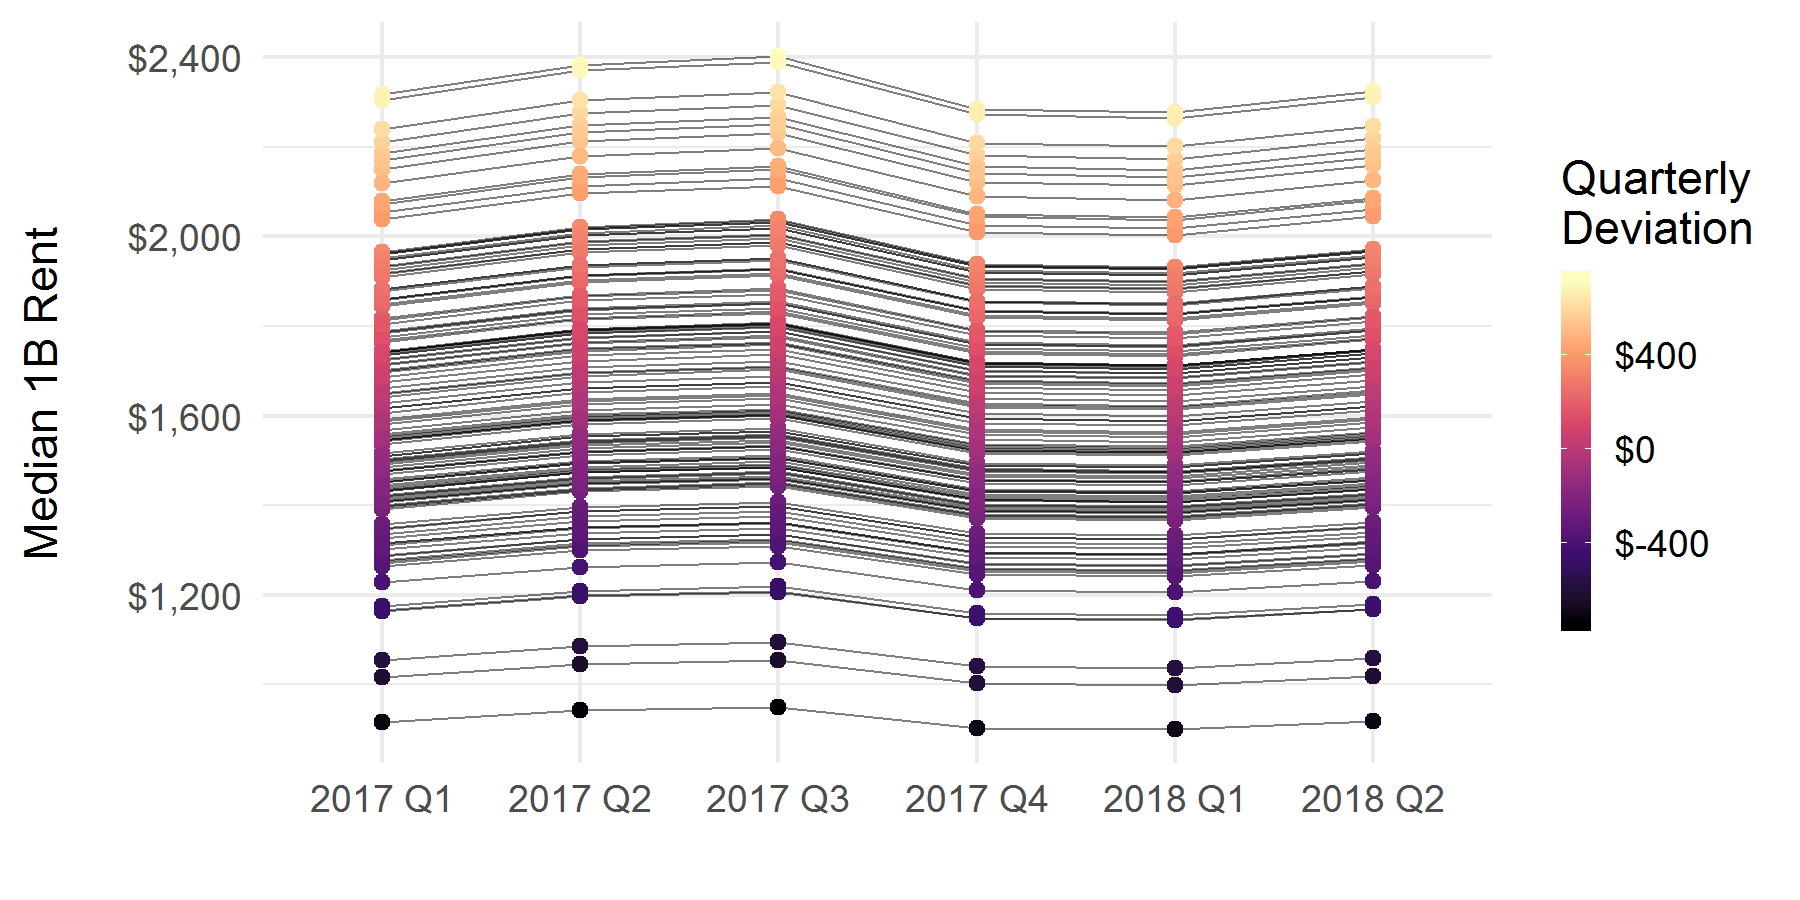 $2,400
$2,000
$1,600
$1,200
Median 1B Rent
2017 Q1
2017 Q2
2017 Q3
2017 Q4
2018 Q1
2018 Q2
Quarterly
Deviation
$400
$0
$-400